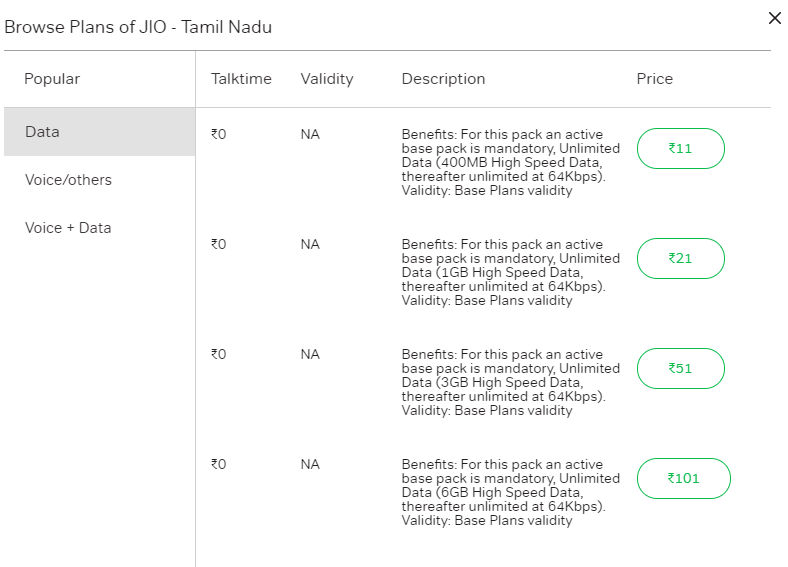 Browse Plans of JIO - Tamil Nadu
Popular
Talktime Validity Description Price
Data
Voice/others
Voice + Data
₹0 NA
Benefits: For this pack an active
base pack is mandatory, Unlimited
Data (400MB High Speed Data,
thereafter unlimited at 64Kbps).
Validity: Base Plans validity
₹11
₹0 NA
Benefits: For this pack an active
base pack is mandatory, Unlimited
Data (1GB High Speed Data,
thereafter unlimited at 64Kbps).
Validity: Base Plans validity
₹21
₹0 NA
Benefits: For this pack an active
base pack is mandatory, Unlimited
Data (3GB High Speed Data,
thereafter unlimited at 64Kbps).
Validity: Base Plans validity
₹51
₹0 NA
Benefits: For this pack an active
base pack is mandatory, Unlimited
Data (6GB High Speed Data,
thereafter unlimited at 64Kbps).
Validity: Base Plans validity
₹101